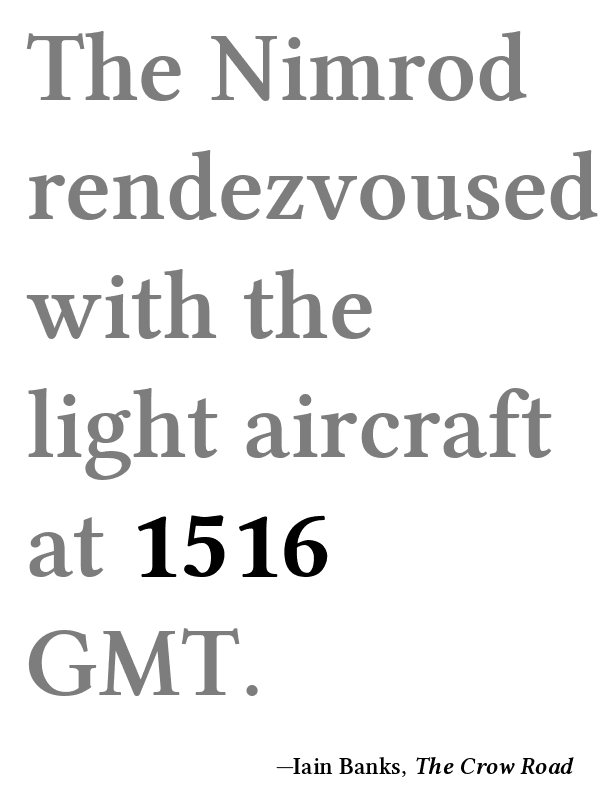 The Nimrod
rendezvoused
with the
light aircraft
at 1516
GMT.
—Iain Banks, The Crow Road